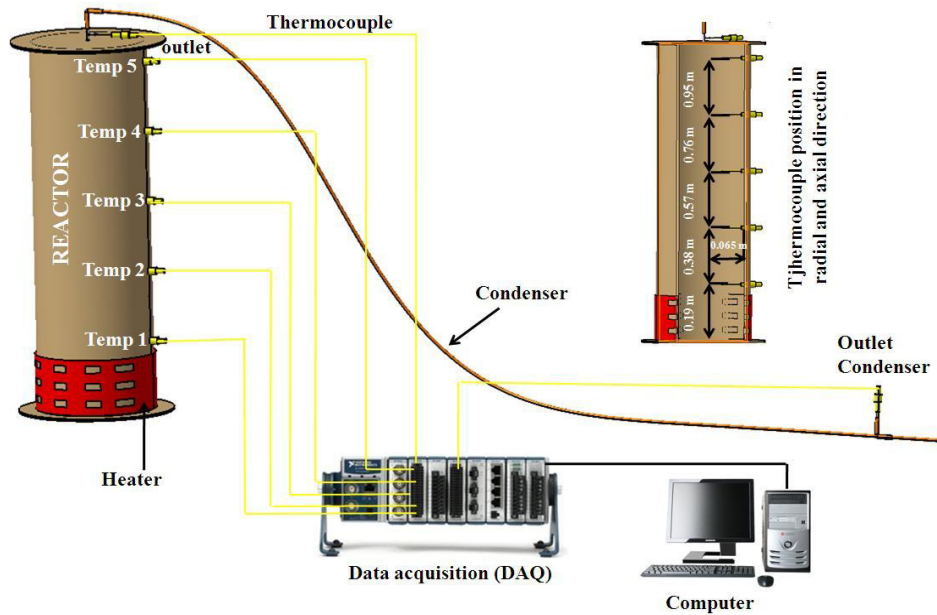 Thermocouple
outlet
Temp 5
Temp 4
Temp 3
Temp 2
Temp 1
REACTOR
Heater
Condenser
Outlet
Condenser
Data acquisition (DAQ)
Computer
0.95 m
0.76 m
0.57 m
0.38 m
0.19 m
0.065 m
Tjhermocouple position in
radial and axial direction